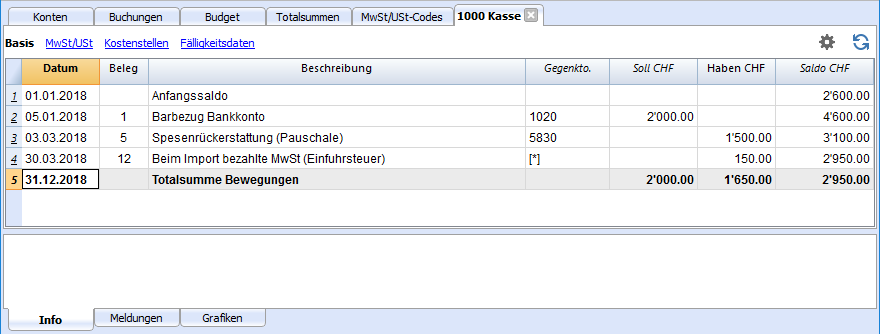 Konten Buchungen Budget Totalsummen MwSt/USt-Codes 1000 Kasse
Basis MwSt/USt Kostenstellen Fälligkeitsdaten
Datum Beleg Beschreibung Gegenkto. Soll CHF Haben CHF Saldo CHF
1 01.01.2018 Anfangssaldo 2'600.00
2 05.01.2018 1 Barbezug Bankkonto 1020 2'000.00 4'600.00
3 03.03.2018 5 Spesenrückerstattung (Pauschale) 5830 1'500.00 3'100.00
4 30.03.2018 12 Beim Import bezahlte MwSt (Einfuhrsteuer) [*] 150.00 2'950.00
5 31.12.2018 Totalsumme Bewegungen 2'000.00 1'650.00 2'950.00
Info Meldungen Grafiken